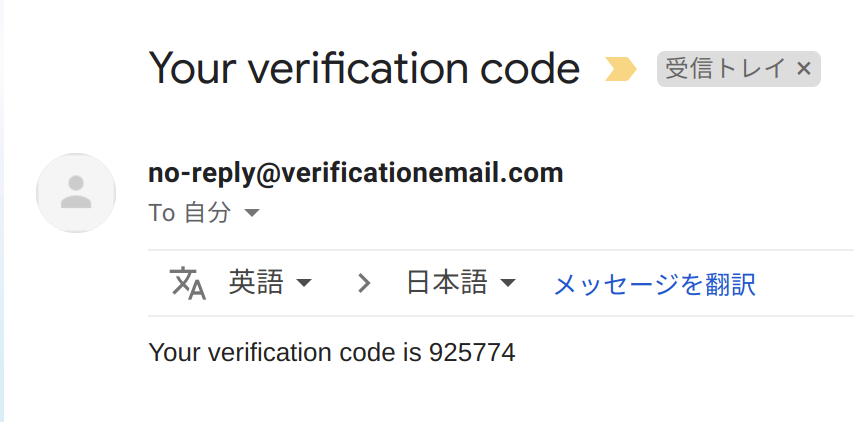 Your verification code 受信トレイ ×
no-reply@verificationemail.com
To 自分
英語 > 日本語 メッセージを翻訳
Your verification code is 925774